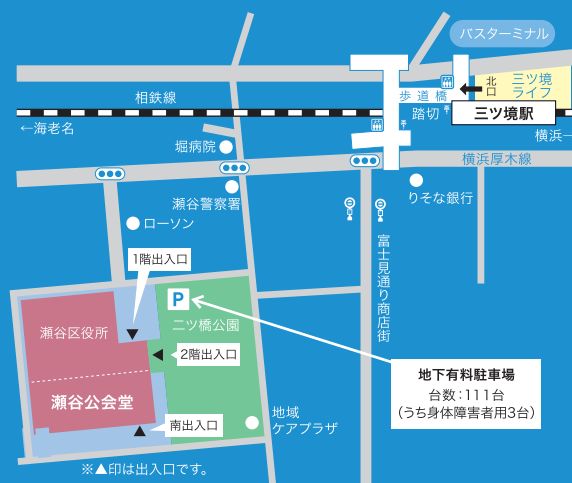 バスターミナル
北口
三ツ境
ライフ
相鉄線
歩道橋
踏切
三ツ境駅
←海老名
横浜→
堀病院
横浜厚木線
瀬谷警察署
りそな銀行
ローソン
富士見通り商店街
1階出入口
P
二ツ橋公園
瀬谷区役所
2階出入口
地下有料駐車場
台数：111台
（うち身体障害者用3台）
瀬谷公会堂
南出入口
地域
ケアプラザ
※▲印は出入口です。